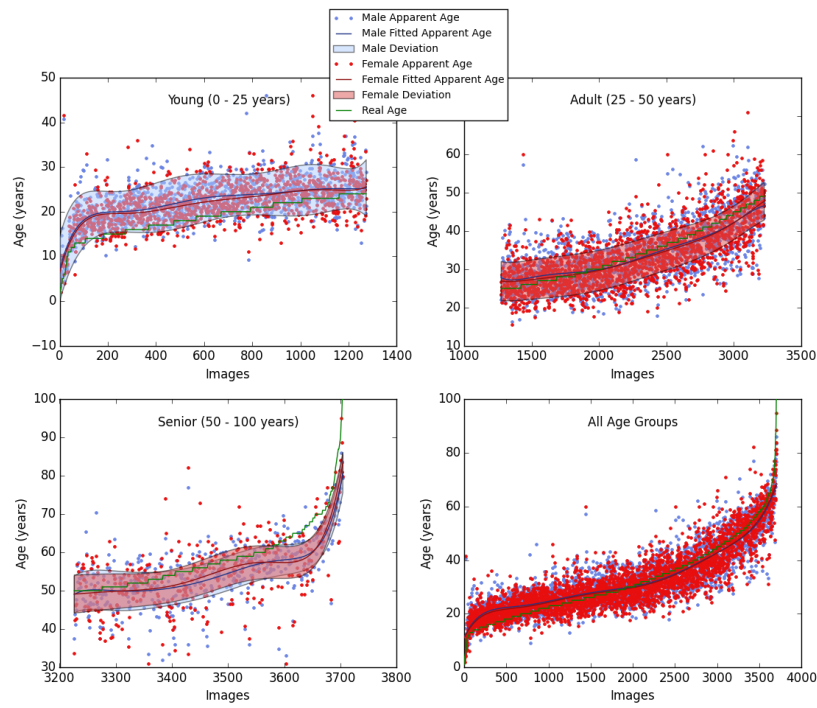 Male Apparent Age
Male Fitted Apparent Age
Male Deviation
Female Apparent Age
Female Fitted Apparent Age
Female Deviation
Real Age
Young (0 - 25 years)
50
40
30
20
10
0
−10
0 200 400 600 800 1000 1200 1400
Age (years)
Images
Adult (25 - 50 years)
60
50
40
30
20
10
1000 1500 2000 2500 3000 3500
Age (years)
Images
Senior (50 - 100 years)
100
90
80
70
60
50
40
30
3200 3300 3400 3500 3600 3700 3800
Age (years)
Images
All Age Groups
100
80
60
40
20
0
0 500 1000 1500 2000 2500 3000 3500 4000
Age (years)
Images